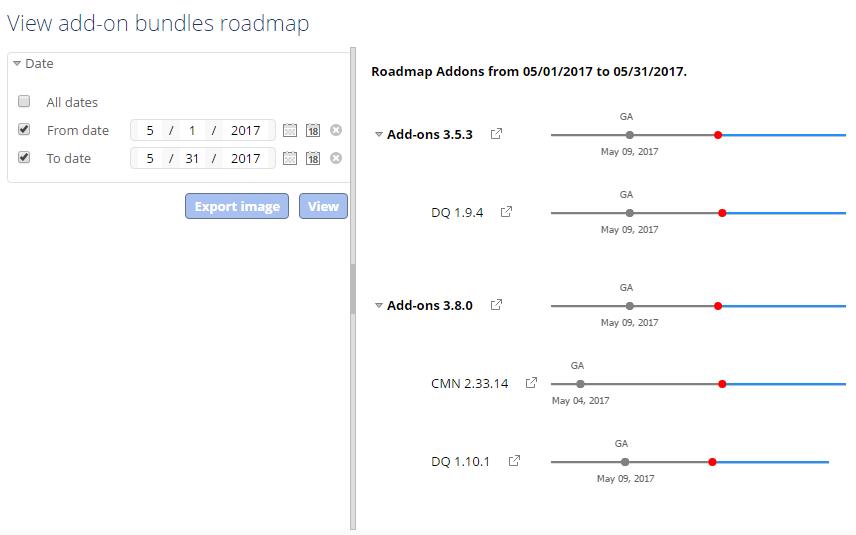 View add-on bundles roadmap
Date
All dates
From date 5 / 1 / 2017 18
To date 5 / 31 / 2017 18
Export image View
Roadmap Addons from 05/01/2017 to 05/31/2017.
GA
Add-ons 3.5.3
May 09, 2017
GA
DQ 1.9.4
May 09, 2017
GA
Add-ons 3.8.0
May 09, 2017
GA
CMN 2.33.14
May 04, 2017
GA
DQ 1.10.1
May 09, 2017